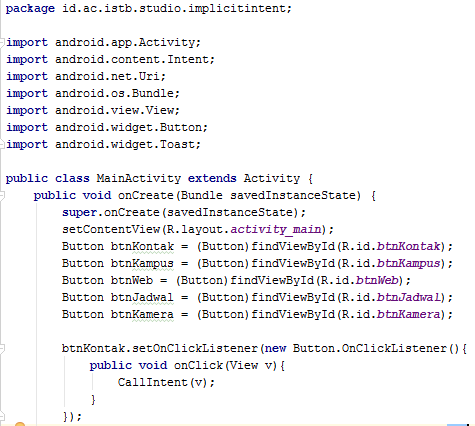 package id.ac.istb.studio.implicitintent;
import android.app.Activity;
import android.content.Intent;
import android.net.Uri;
import android.os.Bundle;
import android.view.View;
import android.widget.Button;
import android.widget.Toast;
public class MainActivity extends Activity {
public void onCreate(Bundle savedInstanceState) {
super.onCreate(savedInstanceState);
setContentView(R.layout.activity_main);
Button btnKontak = (Button)findViewById(R.id.btnKontak);
Button btnKampus = (Button)findViewById(R.id.btnKampus);
Button btnWeb = (Button)findViewById(R.id.btnWeb);
Button btnJadwal = (Button)findViewById(R.id.btnJadwal);
Button btnKamera = (Button)findViewById(R.id.btnKamera);
btnKontak.setOnClickListener(new Button.OnClickListener(){
public void onClick(View v){
CallIntent(v);
}
});